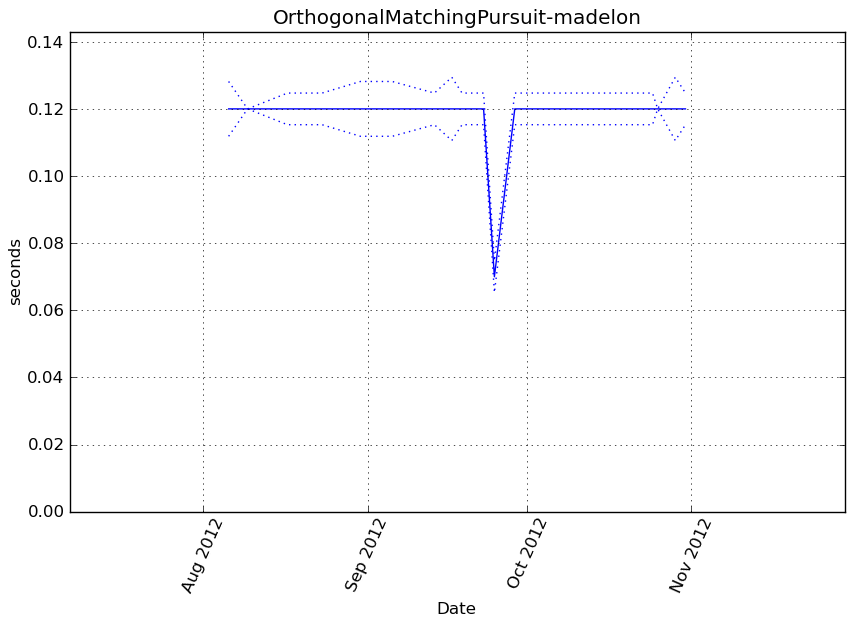 OrthogonalMatchingPursuit-madelon
0.14
0.12
0.10
0.08
0.06
0.04
0.02
0.00
seconds
Aug 2012
Sep 2012
Oct 2012
Nov 2012
Date